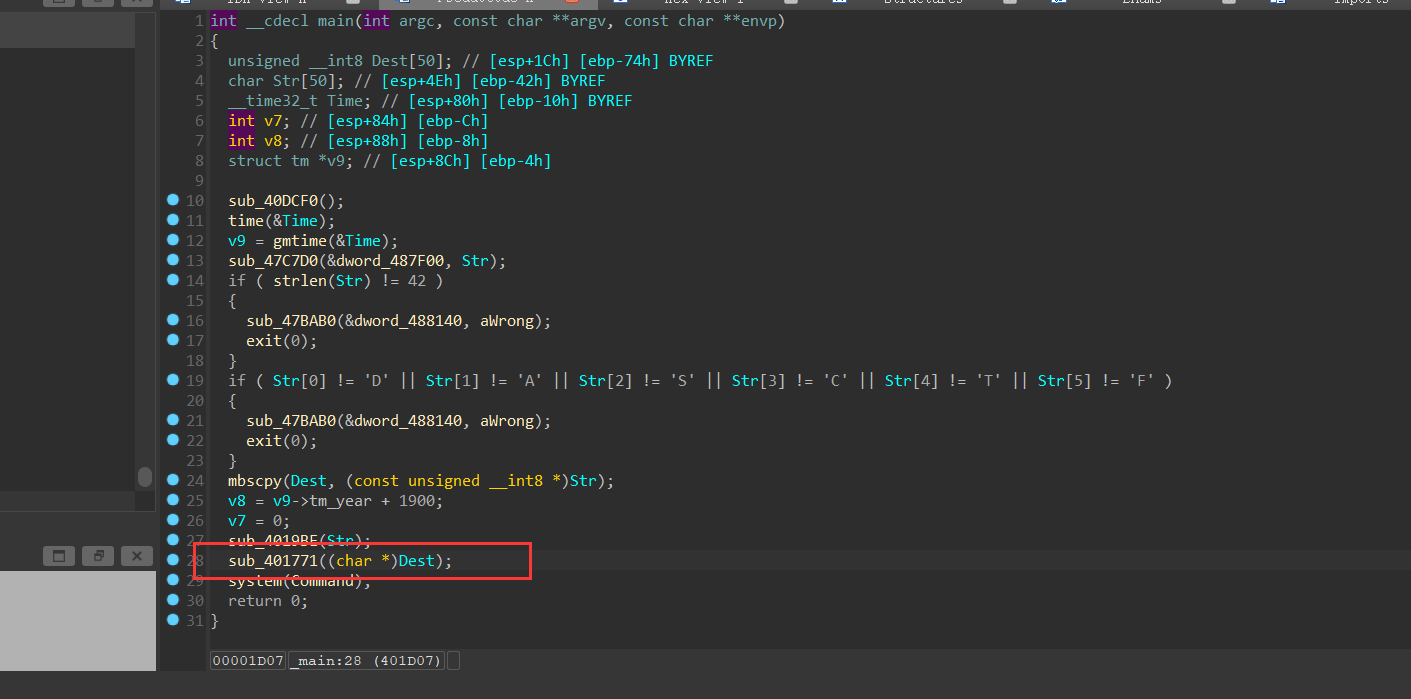 Structures
Enums
Imports
1 int __cdecl main(int argc, const char **argv, const char **envp)
2 {
3 unsigned __int8 Dest[50]; // [esp+1Ch] [ebp-74h] BYREF
4 char Str[50]; // [esp+4Eh] [ebp-42h] BYREF
5 __time32_t Time; // [esp+80h] [ebp-10h] BYREF
6 int v7; // [esp+84h] [ebp-Ch]
7 int v8; // [esp+88h] [ebp-8h]
8 struct tm *v9; // [esp+8Ch] [ebp-4h]
9
10 sub_40DCF0();
11 time(&Time);
12 v9 = gmtime(&Time);
13 sub_47C7D0(&dword_487F00, Str);
14 if ( strlen(Str) != 42 )
15 {
16 sub_47BAB0(&dword_488140, aWrong);
17 exit(0);
18 }
19 if ( Str[0] != 'D' || Str[1] != 'A' || Str[2] != 'S' || Str[3] != 'C' || Str[4] != 'T' || Str[5] != 'F' )
20 {
21 sub_47BAB0(&dword_488140, aWrong);
22 exit(0);
23 }
24 mbscpy(Dest, (const unsigned __int8 *)Str);
25 v8 = v9->tm_year + 1900;
26 v7 = 0;
27 sub_4019BE(Str);
28 sub_401771((char *)Dest);
29 system(Command);
30 return 0;
31 }
00001D07 _main:28 (401D07)